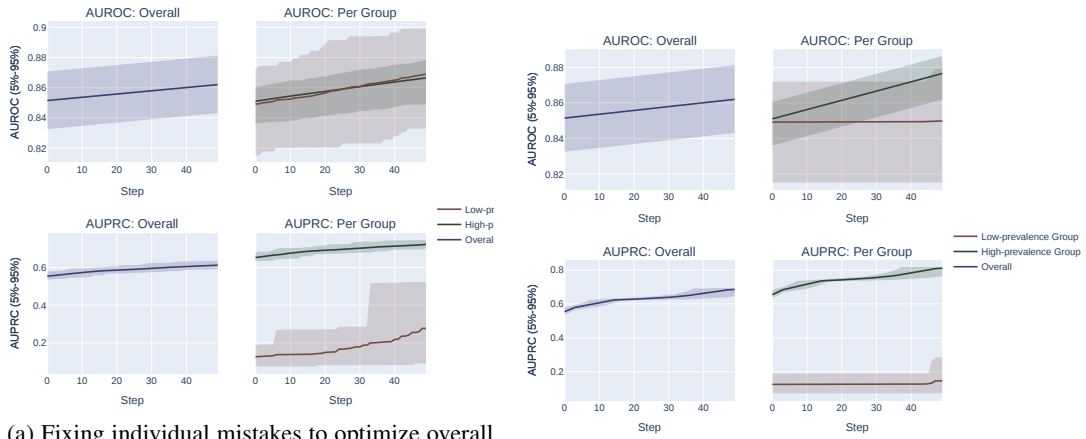 AUROC: Overall
AUROC: Per Group
0.9
0.88
0.86
0.84
0.82
AUROC (5%-95%)
0 10 20 30 40
0 10 20 30 40
Step
Step
AUPRC: Overall
AUPRC: Per Group
0.6
0.4
0.2
AUPRC (5%-95%)
0 10 20 30 40
0 10 20 30 40
Step
Step
Low-pr
High-p
Overal
(a) Fixing individual mistakes to optimize overall
AUROC: Overall
AUROC: Per Group
0.88
0.86
0.84
0.82
AUROC (5%-95%)
0 10 20 30 40
0 10 20 30 40
Step
Step
AUPRC: Overall
AUPRC: Per Group
0.8
0.6
0.4
0.2
AUPRC (5%-95%)
0 10 20 30 40
0 10 20 30 40
Step
Step
Low-prevalence Group
High-prevalence Group
Overall